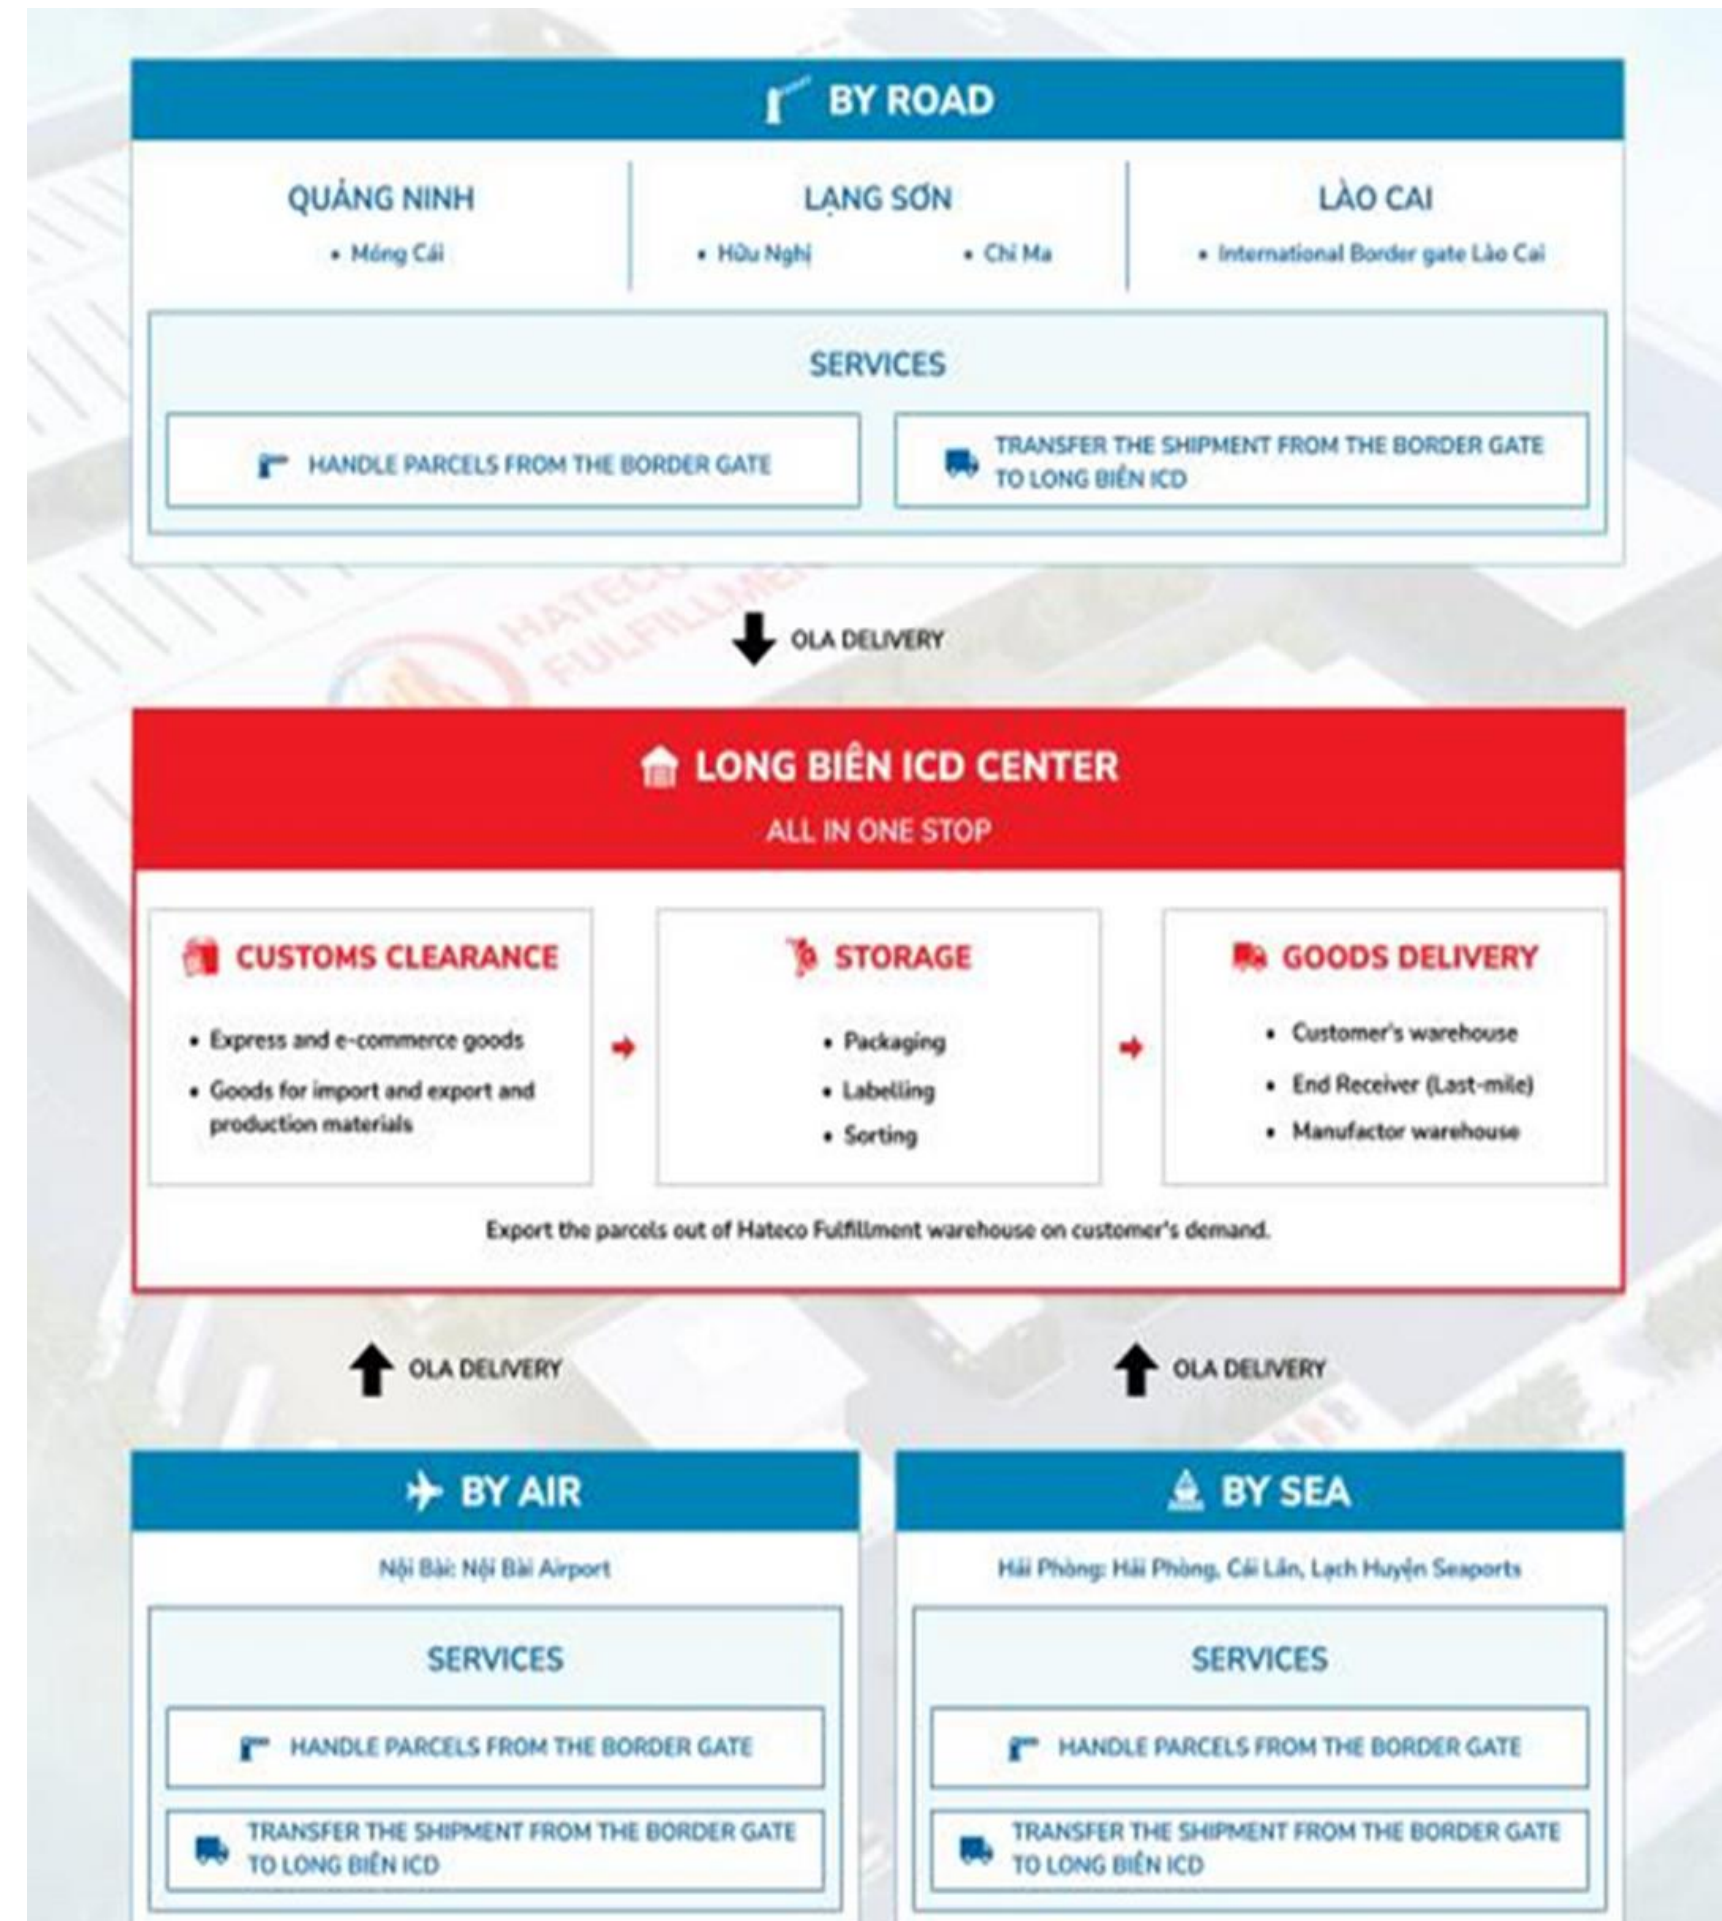 BY ROAD
QUẢNG NINH
• Móng Cái
LẠNG SƠN
• Hữu Nghị
• Chi Ma
LÀO CAI
• International Border gate Lào Cai
SERVICES
HANDLE PARCELS FROM THE BORDER GATE
TRANSFER THE SHIPMENT FROM THE BORDER GATE
TO LONG BIÊN ICD
HATECO
FULFILLMENT
OLA DELIVERY
LONG BIÊN ICD CENTER
ALL IN ONE STOP
CUSTOMS CLEARANCE
• Express and e-commerce goods
• Goods for import and export and
production materials
STORAGE
• Packaging
• Labelling
• Sorting
GOODS DELIVERY
• Customer's warehouse
• End Receiver (Last-mile)
• Manufactor warehouse
Export the parcels out of Hateco Fulfillment warehouse on customer's demand.
OLA DELIVERY
OLA DELIVERY
BY AIR
Nội Bài: Nội Bài Airport
SERVICES
HANDLE PARCELS FROM THE BORDER GATE
TRANSFER THE SHIPMENT FROM THE BORDER GATE
TO LONG BIÊN ICD
BY SEA
Hải Phòng: Hải Phòng, Cái Lân, Lạch Huyện Seaports
SERVICES
HANDLE PARCELS FROM THE BORDER GATE
TRANSFER THE SHIPMENT FROM THE BORDER GATE
TO LONG BIÊN ICD